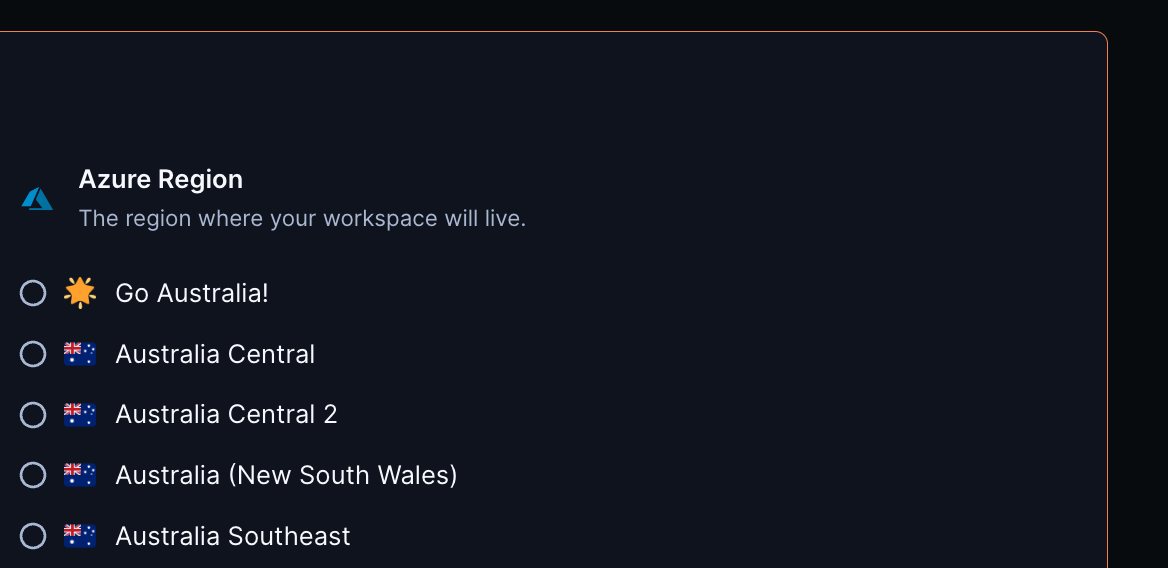 Azure Region
The region where your workspace will live.
Go Australia!
Australia Central
Australia Central 2
Australia (New South Wales)
Australia Southeast